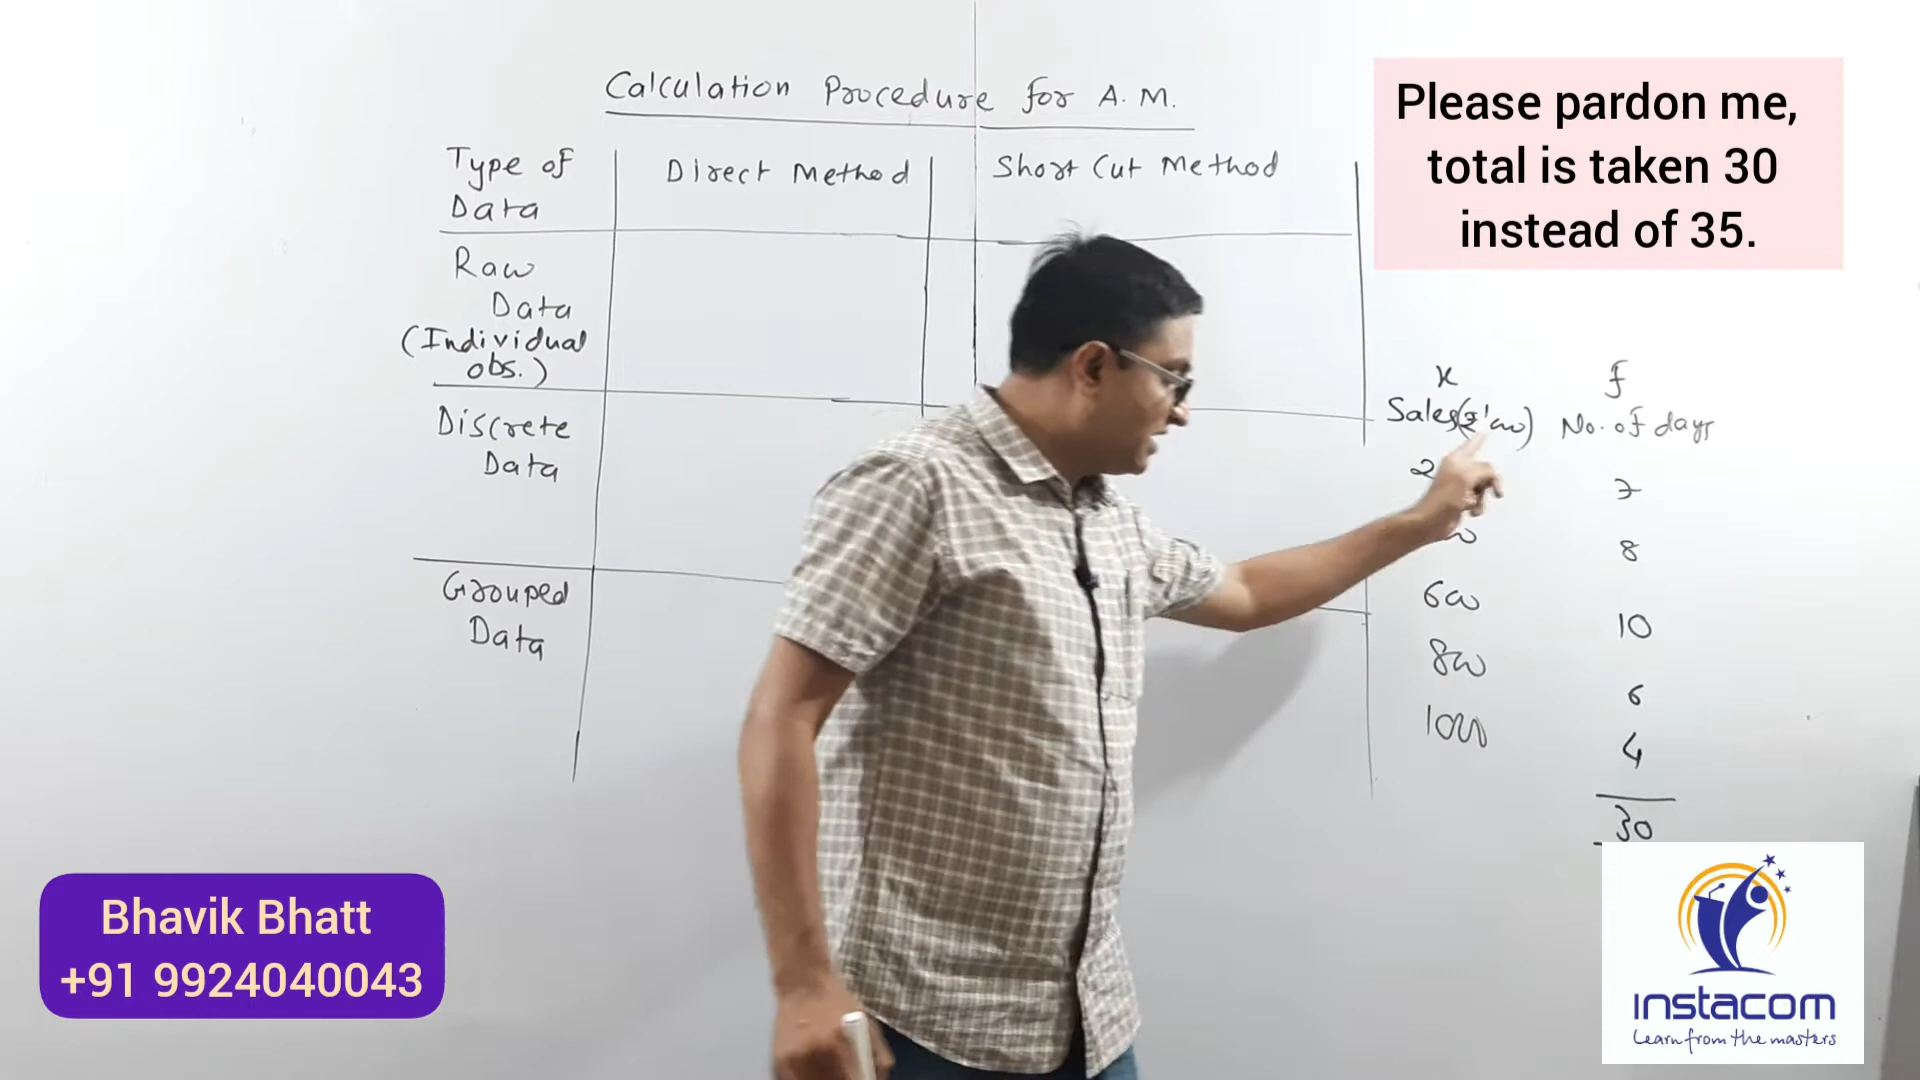 Calculation Procedure for A.M.
Please pardon me,
total is taken 30
instead of 35.
Type of
Data
Direct Method
Short Cut Method
Raw
Data
(Individual
obs.)
Discrete
Data
Grouped
Data
x f
Sales No. of days
7
8
600 10
800 6
1000 4
30
Bhavik Bhatt
+91 9924040043
instacom
Learn from the masters